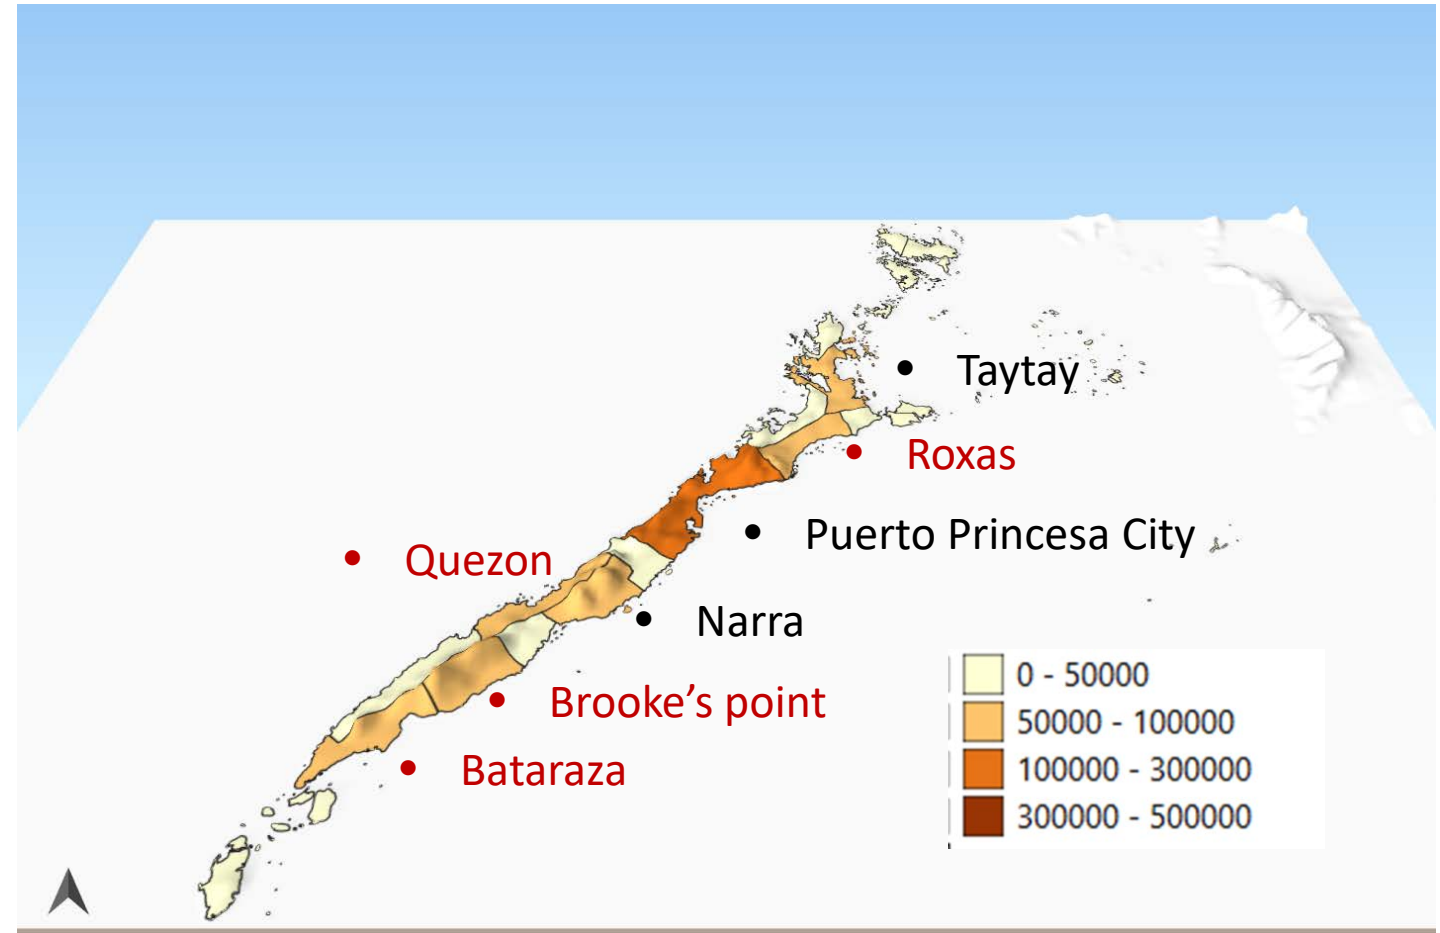 • Taytay
• Roxas
• Puerto Princesa City
• Quezon
• Narra
• Brooke’s point
• Bataraza
0 - 50000
50000 - 100000
100000 - 300000
300000 - 500000